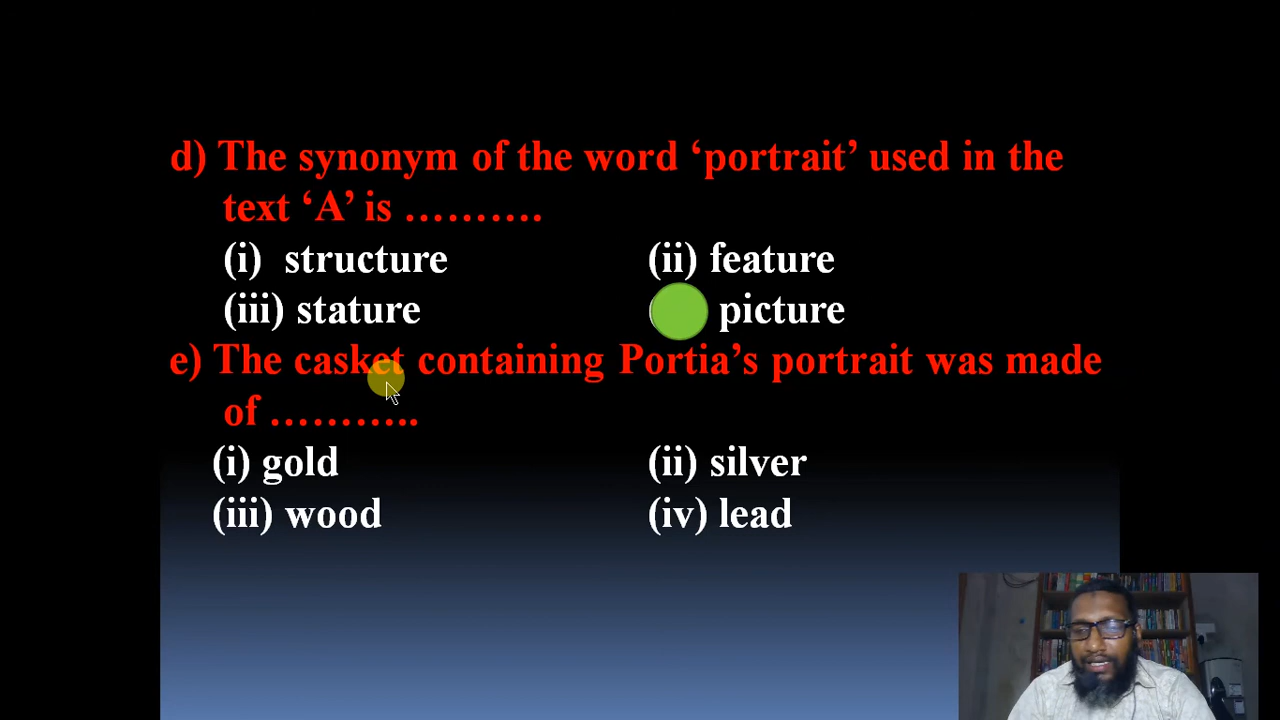 d) The synonym of the word ‘portrait’ used in the
text ‘A’ is ……….
(i) structure (ii) feature
(iii) stature ( picture
e) The casket containing Portia’s portrait was made
of ………..
(i) gold (ii) silver
(iii) wood (iv) lead